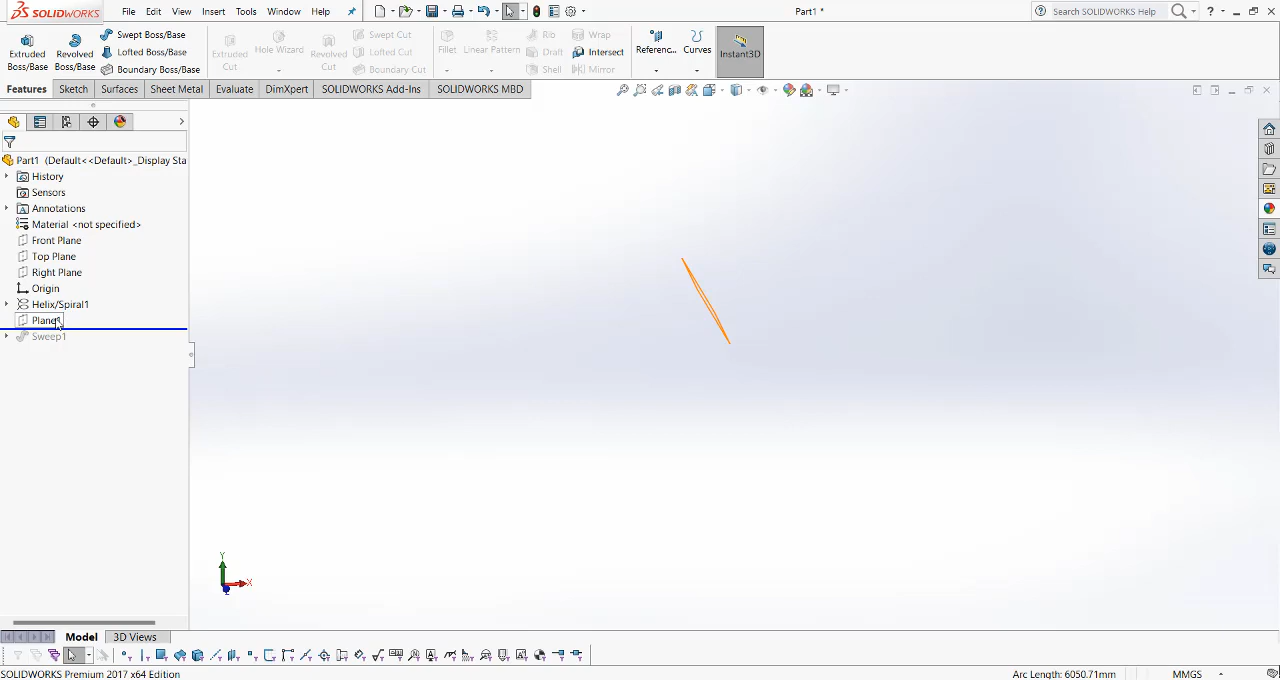 SOLIDWORKS File Edit View Insert Tools Window Help Part1 * Search SOLIDWORKS Help
Extruded Boss/Base
Revolved Boss/Base
Swept Boss/Base
Lofted Boss/Base
Boundary Boss/Base
Extruded Cut
Hole Wizard
Revolved Cut
Swept Cut
Lofted Cut
Boundary Cut
Fillet
Linear Pattern
Rib
Draft
Shell
Wrap
Intersect
Mirror
Referenc...
Curves
Instant3D
Features Sketch Surfaces Sheet Metal Evaluate DimXpert SOLIDWORKS Add-Ins SOLIDWORKS MBD
Part1 (Default<<Default>_Display Sta
History
Sensors
Annotations
Material <not specified>
Front Plane
Top Plane
Right Plane
Origin
Helix/Spiral1
Plane1
Sweep1
Y
X
Model 3D Views
SOLIDWORKS Premium 2017 x64 Edition Arc Length: 6050.71mm MMGS